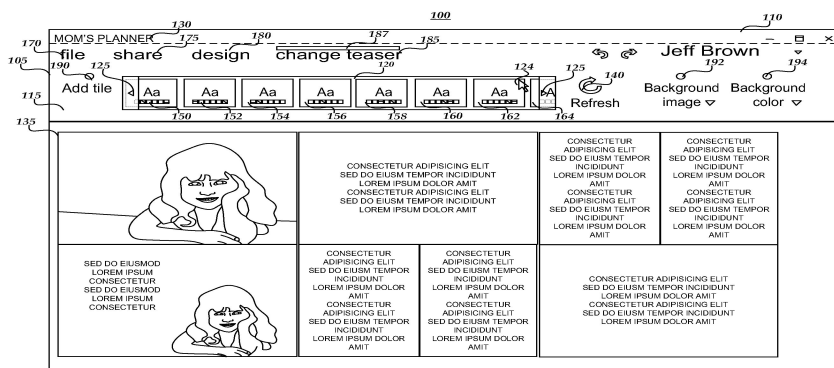 100
130 110
MOM'S PLANNER
170 175 180 187 185
file share design change teaser Jeff Brown
105 190 125 120 124 125 140 192 194
Add tile Aa Aa Aa Aa Aa Aa Aa A Refresh Background image Background color
115 150 152 154 156 158 160 162 164
135
CONSECTETUR ADIPISICING ELIT
SED DO EIUSM TEMPOR INCIDIDUNT
LOREM IPSUM DOLOR AMIT
CONSECTETUR ADIPISICING ELIT
SED DO EIUSM TEMPOR INCIDIDUNT
LOREM IPSUM DOLOR AMIT
CONSECTETUR
ADIPISICING ELIT
SED DO EIUSM TEMPOR
INCIDIDUNT
LOREM IPSUM DOLOR
AMIT
CONSECTETUR
ADIPISICING ELIT
SED DO EIUSM TEMPOR
INCIDIDUNT
LOREM IPSUM DOLOR
AMIT
CONSECTETUR
ADIPISICING ELIT
SED DO EIUSM TEMPOR
INCIDIDUNT
LOREM IPSUM DOLOR
AMIT
CONSECTETUR
ADIPISICING ELIT
SED DO EIUSM TEMPOR
INCIDIDUNT
LOREM IPSUM DOLOR
AMIT
SED DO EIUSMOD
LOREM IPSUM
CONSECTETUR
SED DO EIUSMOD
LOREM IPSUM
CONSECTETUR
CONSECTETUR
ADIPISICING ELIT
SED DO EIUSM TEMPOR
INCIDIDUNT
LOREM IPSUM DOLOR
AMIT
CONSECTETUR
ADIPISICING ELIT
SED DO EIUSM TEMPOR
INCIDIDUNT
LOREM IPSUM DOLOR
AMIT
CONSECTETUR
ADIPISICING ELIT
SED DO EIUSM TEMPOR
INCIDIDUNT
LOREM IPSUM DOLOR
AMIT
CONSECTETUR
ADIPISICING ELIT
SED DO EIUSM TEMPOR
INCIDIDUNT
LOREM IPSUM DOLOR
AMIT
CONSECTETUR ADIPISICING ELIT
SED DO EIUSM TEMPOR INCIDIDUNT
LOREM IPSUM DOLOR AMIT
CONSECTETUR ADIPISICING ELIT
SED DO EIUSM TEMPOR INCIDIDUNT
LOREM IPSUM DOLOR AMIT